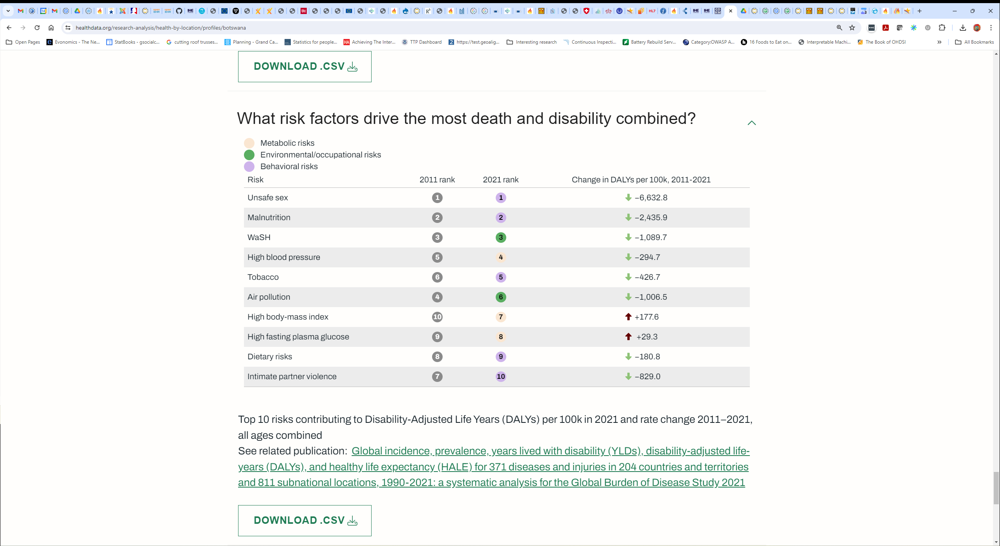 healthdata.org/research-analysis/health-by-location/profiles/botswana
Open Pages Evonomics - The Ne... StatBooks - gsocialc... cutting roof trusses... Planning - Grand Ca... Statistics for people... Achieving The Inter... TTP Dashboard https://test.geoalig... Interesting research Continuous Inspecti... Battery Rebuild Serv... Category:OWASP A... 16 Foods to Eat on... Interpretable Machi... The Book of OHDSI » All Bookmarks
DOWNLOAD .CSV
What risk factors drive the most death and disability combined?
Metabolic risks
Environmental/occupational risks
Behavioral risks
Risk 2011 rank 2021 rank Change in DALYs per 100k, 2011-2021
Unsafe sex 1 1 −6,632.8
Malnutrition 2 2 −2,435.9
WaSH 3 3 −1,089.7
High blood pressure 5 4 −294.7
Tobacco 6 5 −426.7
Air pollution 4 6 −1,006.5
High body-mass index 10 7 +177.6
High fasting plasma glucose 9 8 +29.3
Dietary risks 8 9 −180.8
Intimate partner violence 7 10 −829.0
Top 10 risks contributing to Disability-Adjusted Life Years (DALYs) per 100k in 2021 and rate change 2011–2021,
all ages combined
See related publication: Global incidence, prevalence, years lived with disability (YLDs), disability-adjusted life-
years (DALYs), and healthy life expectancy (HALE) for 371 diseases and injuries in 204 countries and territories
and 811 subnational locations, 1990-2021: a systematic analysis for the Global Burden of Disease Study 2021
DOWNLOAD .CSV